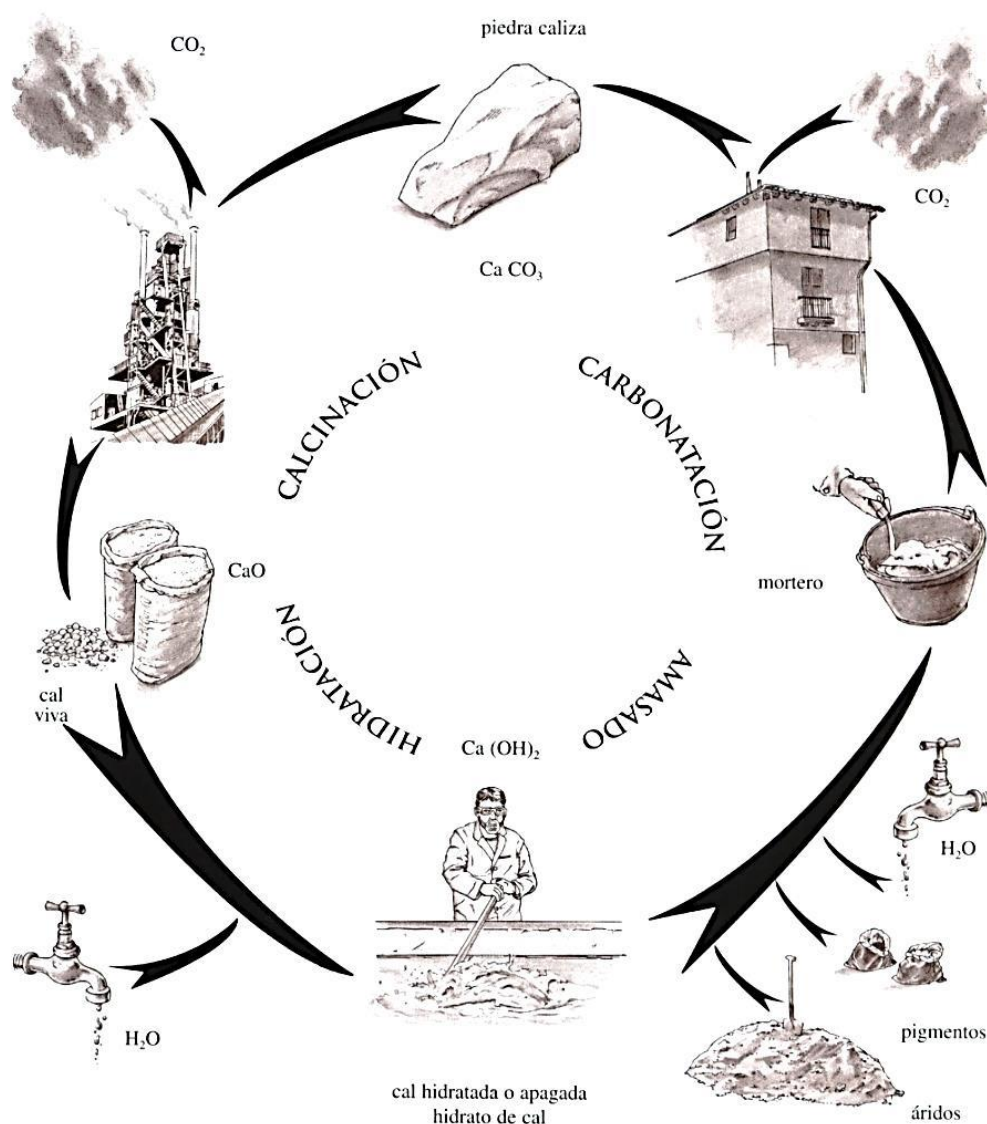 CO₂
piedra caliza
CO₂
Ca CO₃
CALCINACIÓN
CARBONATACIÓN
CaO
mortero
cal
viva
HIDRATACIÓN
AMASADO
Ca (OH)₂
H₂O
H₂O
pigmentos
cal hidratada o apagada
hidrato de cal
áridos